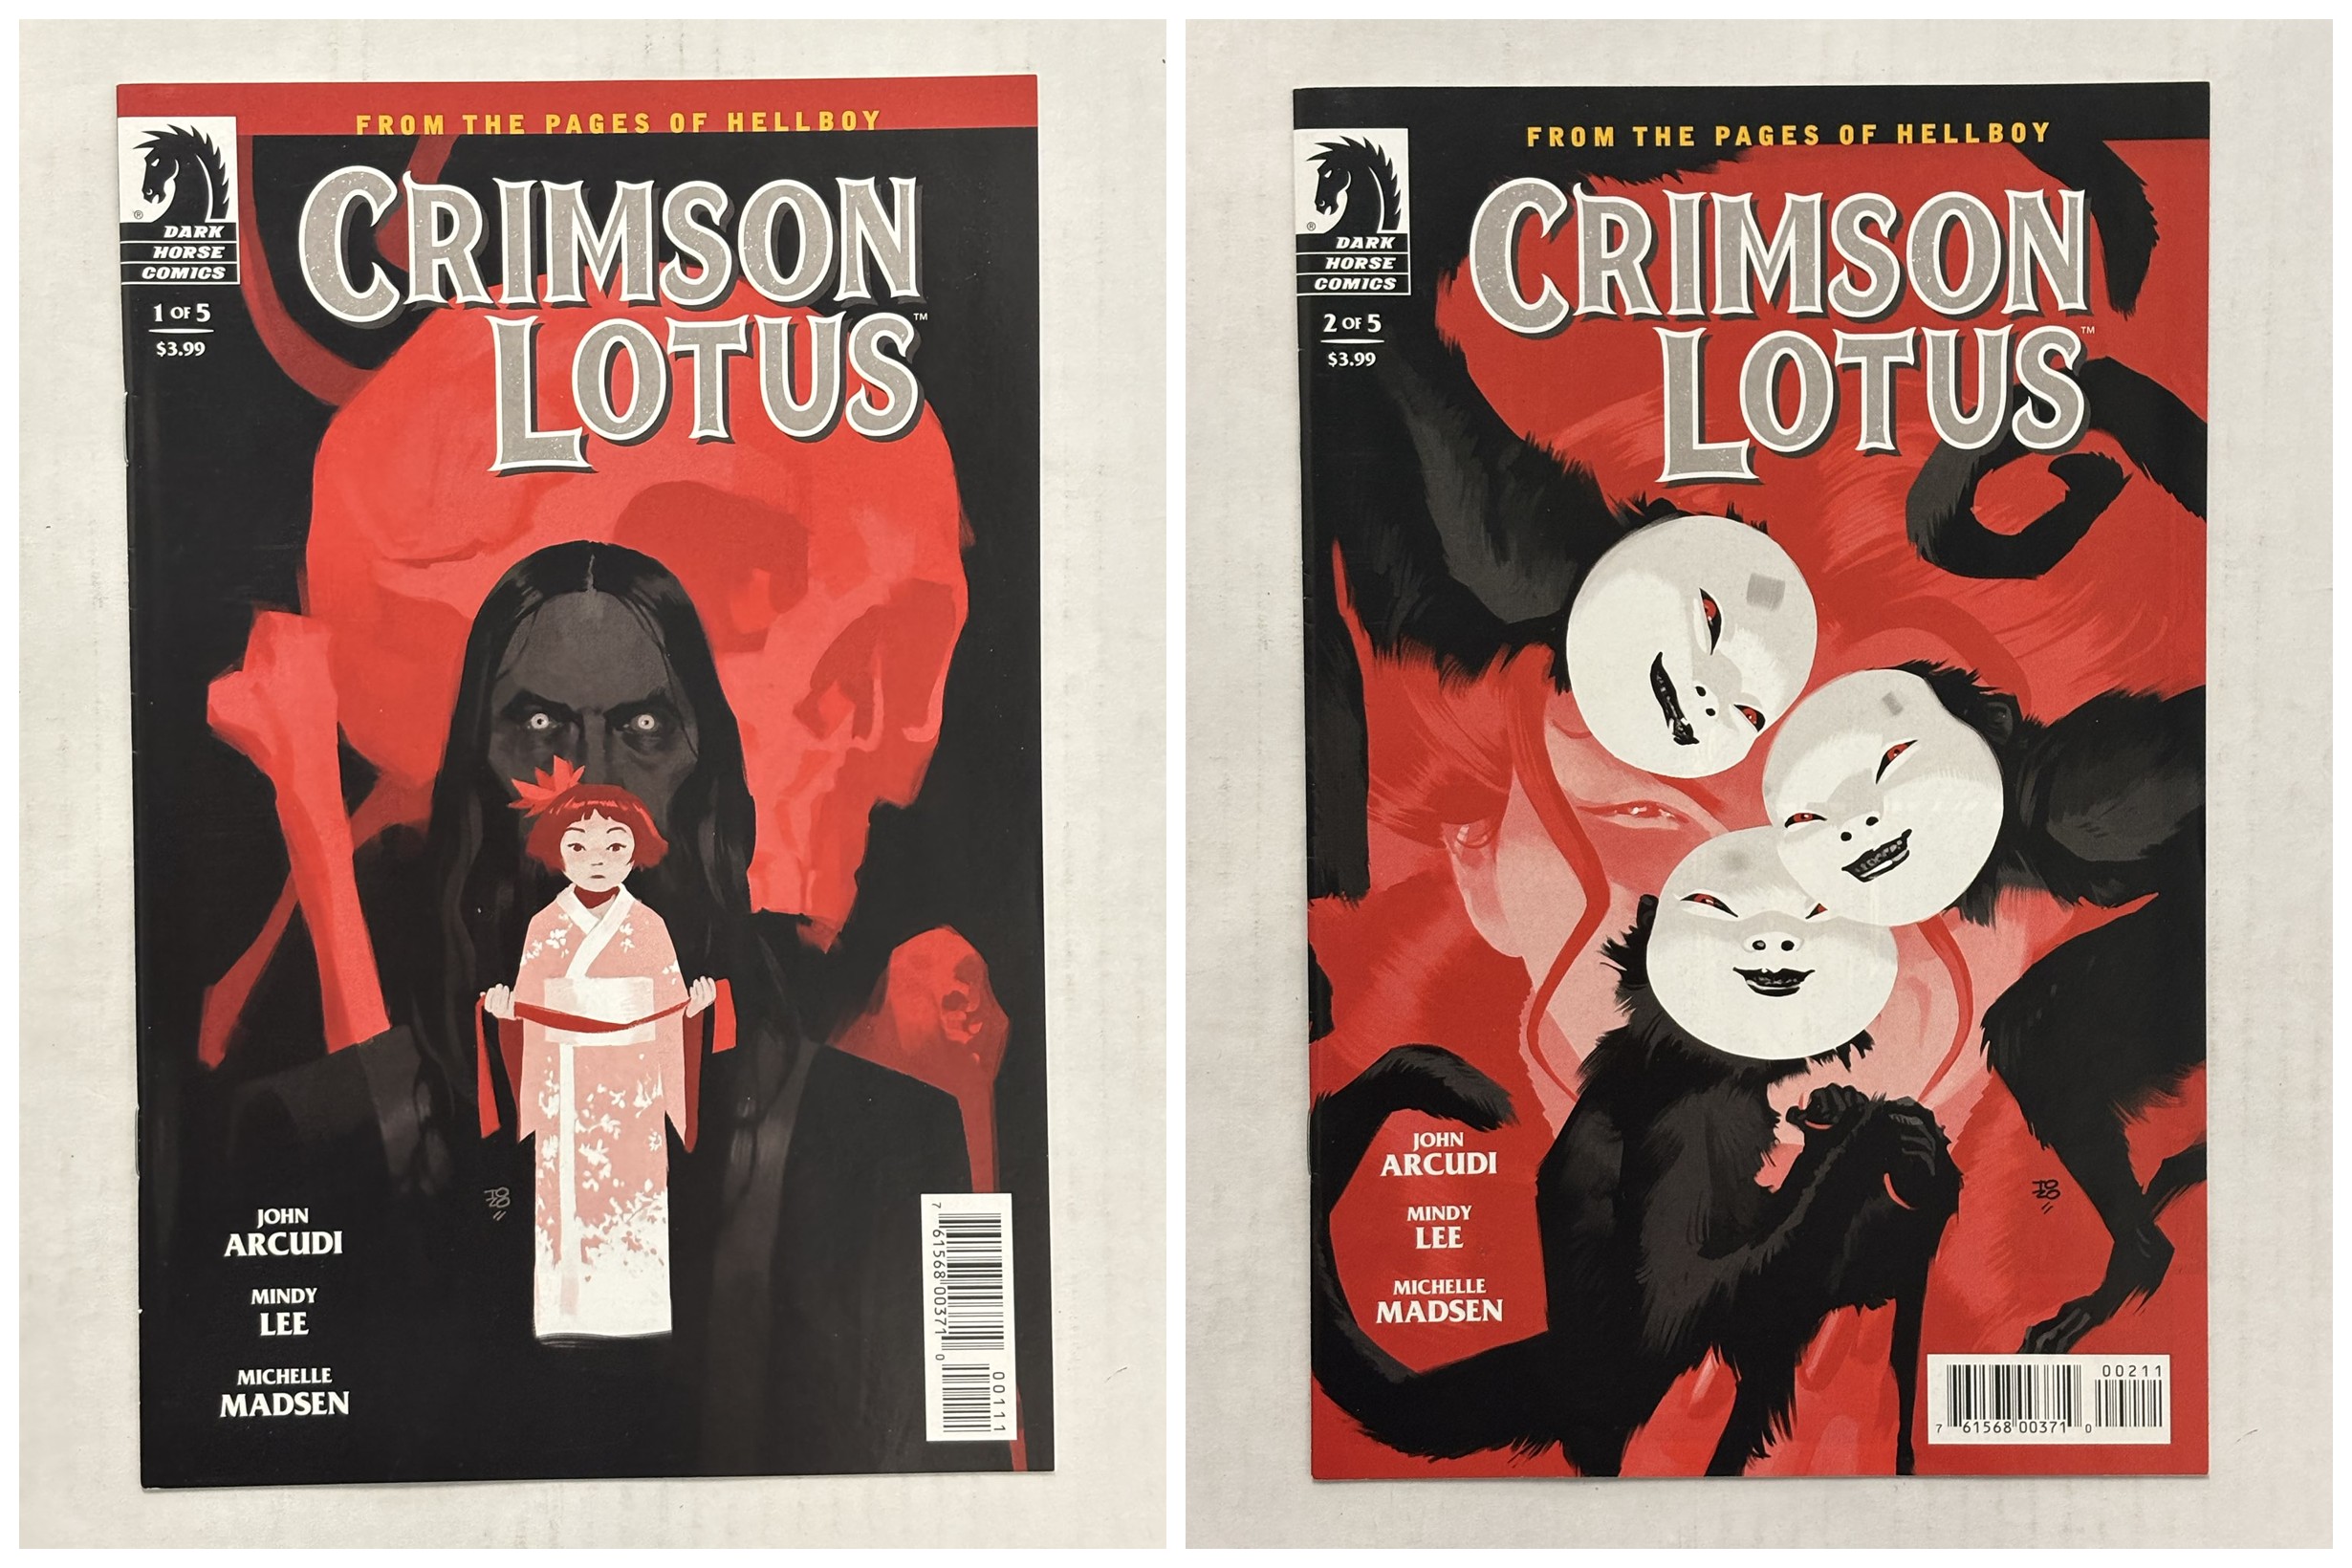 FROM THE PAGES OF HELLBOY
CRIMSON
LOTUS™
®
DARK
HORSE
COMICS
1 OF 5
$3.99
JOHN
ARCUDI
MINDY
LEE
MICHELLE
MADSEN
7 61568 00371 0
00111
FROM THE PAGES OF HELLBOY
CRIMSON
LOTUS™
®
DARK
HORSE
COMICS
2 OF 5
$3.99
JOHN
ARCUDI
MINDY
LEE
MICHELLE
MADSEN
00211
7 61568 00371 0